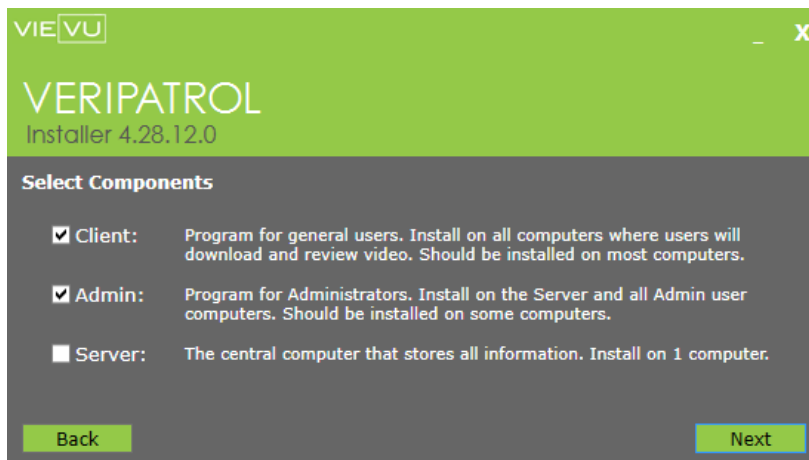 VIEVU
_ X
VERIPATROL
Installer 4.28.12.0
Select Components
Client: Program for general users. Install on all computers where users will
download and review video. Should be installed on most computers.
Admin: Program for Administrators. Install on the Server and all Admin user
computers. Should be installed on some computers.
Server: The central computer that stores all information. Install on 1 computer.
Back Next